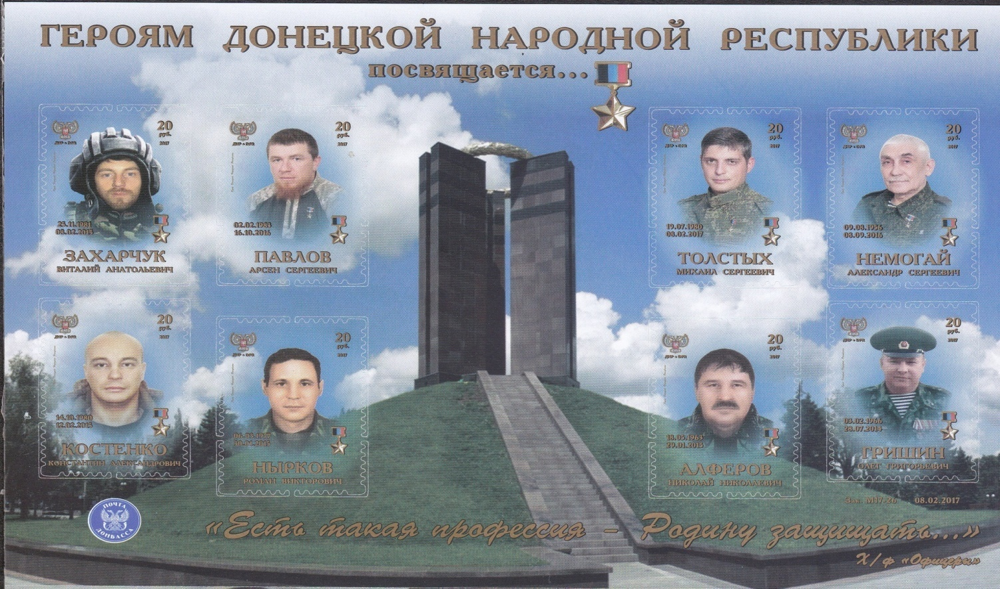 ГЕРОЯМ ДОНЕЦКОЙ НАРОДНОЙ РЕСПУБЛИКИ
посвящается...
20
руб.
2017
ДНР • DPR
25.11.1981
08.02.2015
ЗАХАРЧУК
ВИТАЛИЙ АНАТОЛЬЕВИЧ
20
руб.
2017
ДНР • DPR
02.02.1983
16.10.2016
ПАВЛОВ
АРСЕН СЕРГЕЕВИЧ
20
руб.
2017
ДНР • DPR
19.07.1980
08.02.2017
ТОЛСТЫХ
МИХАИЛ СЕРГЕЕВИЧ
20
руб.
2017
ДНР • DPR
09.08.1956
08.09.2016
НЕМОГАЙ
АЛЕКСАНДР СЕРГЕЕВИЧ
20
руб.
2017
ДНР • DPR
14.10.1980
12.02.2015
КОСТЕНКО
КОНСТАНТИН АЛЕКСАНДРОВИЧ
20
руб.
2017
ДНР • DPR
06.03.1977
30.01.2015
НЫРКОВ
РОМАН ВИКТОРОВИЧ
20
руб.
2017
ДНР • DPR
18.05.1963
29.01.2015
АЛФЕРОВ
НИКОЛАЙ НИКОЛАЕВИЧ
20
руб.
2017
ДНР • DPR
03.02.1966
28.07.2014
ГРИШИН
ОЛЕГ ГРИГОРЬЕВИЧ
Зак. М17-26 08.02.2017
ПОЧТА
ДОНБАССА
«Есть такая профессия – Родину защищать...»
Х/ф «Офицеры»